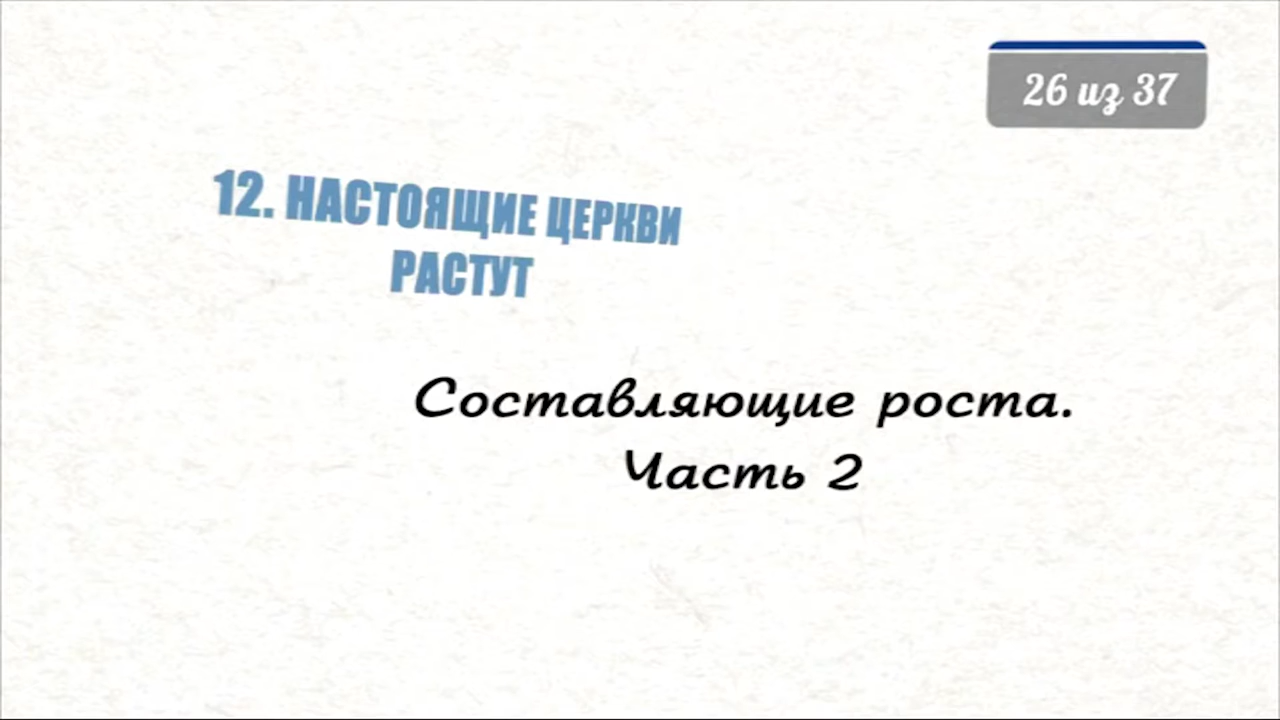 26 из 37
12. НАСТОЯЩИЕ ЦЕРКВИ
РАСТУТ
Составляющие роста.
Часть 2